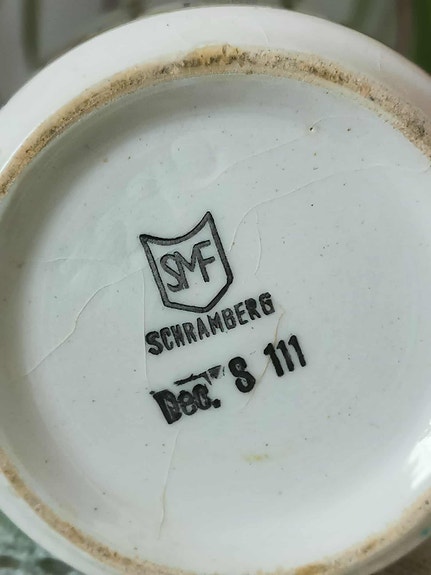 SMF
SCHRAMBERG
Dec. S 111